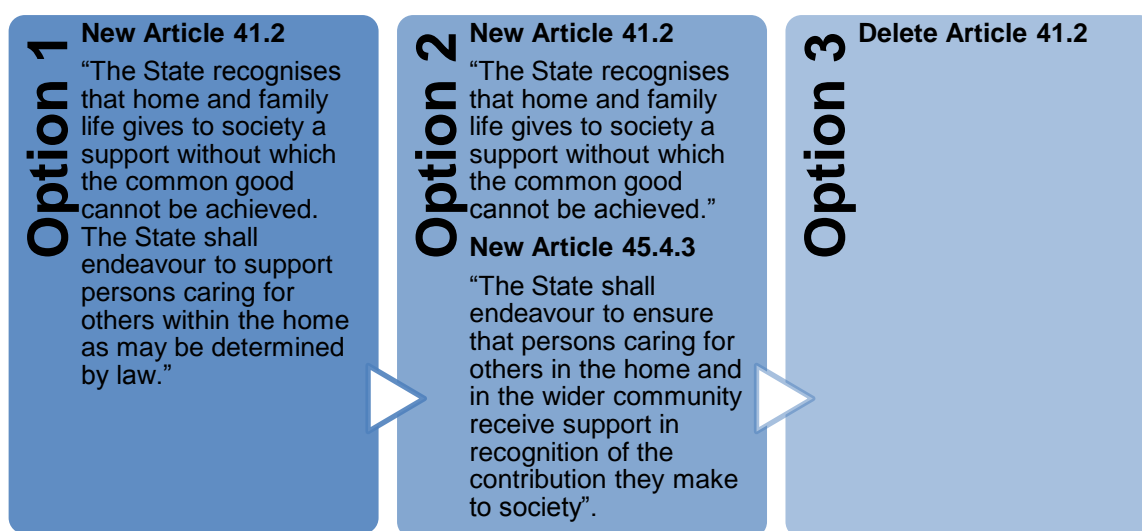 Option 1
New Article 41.2
“The State recognises
that home and family
life gives to society a
support without which
the common good
cannot be achieved.
The State shall
endeavour to support
persons caring for
others within the home
as may be determined
by law.”
Option 2
New Article 41.2
“The State recognises
that home and family
life gives to society a
support without which
the common good
cannot be achieved.”
New Article 45.4.3
“The State shall
endeavour to ensure
that persons caring for
others in the home and
in the wider community
receive support in
recognition of the
contribution they make
to society”.
Option 3
Delete Article 41.2